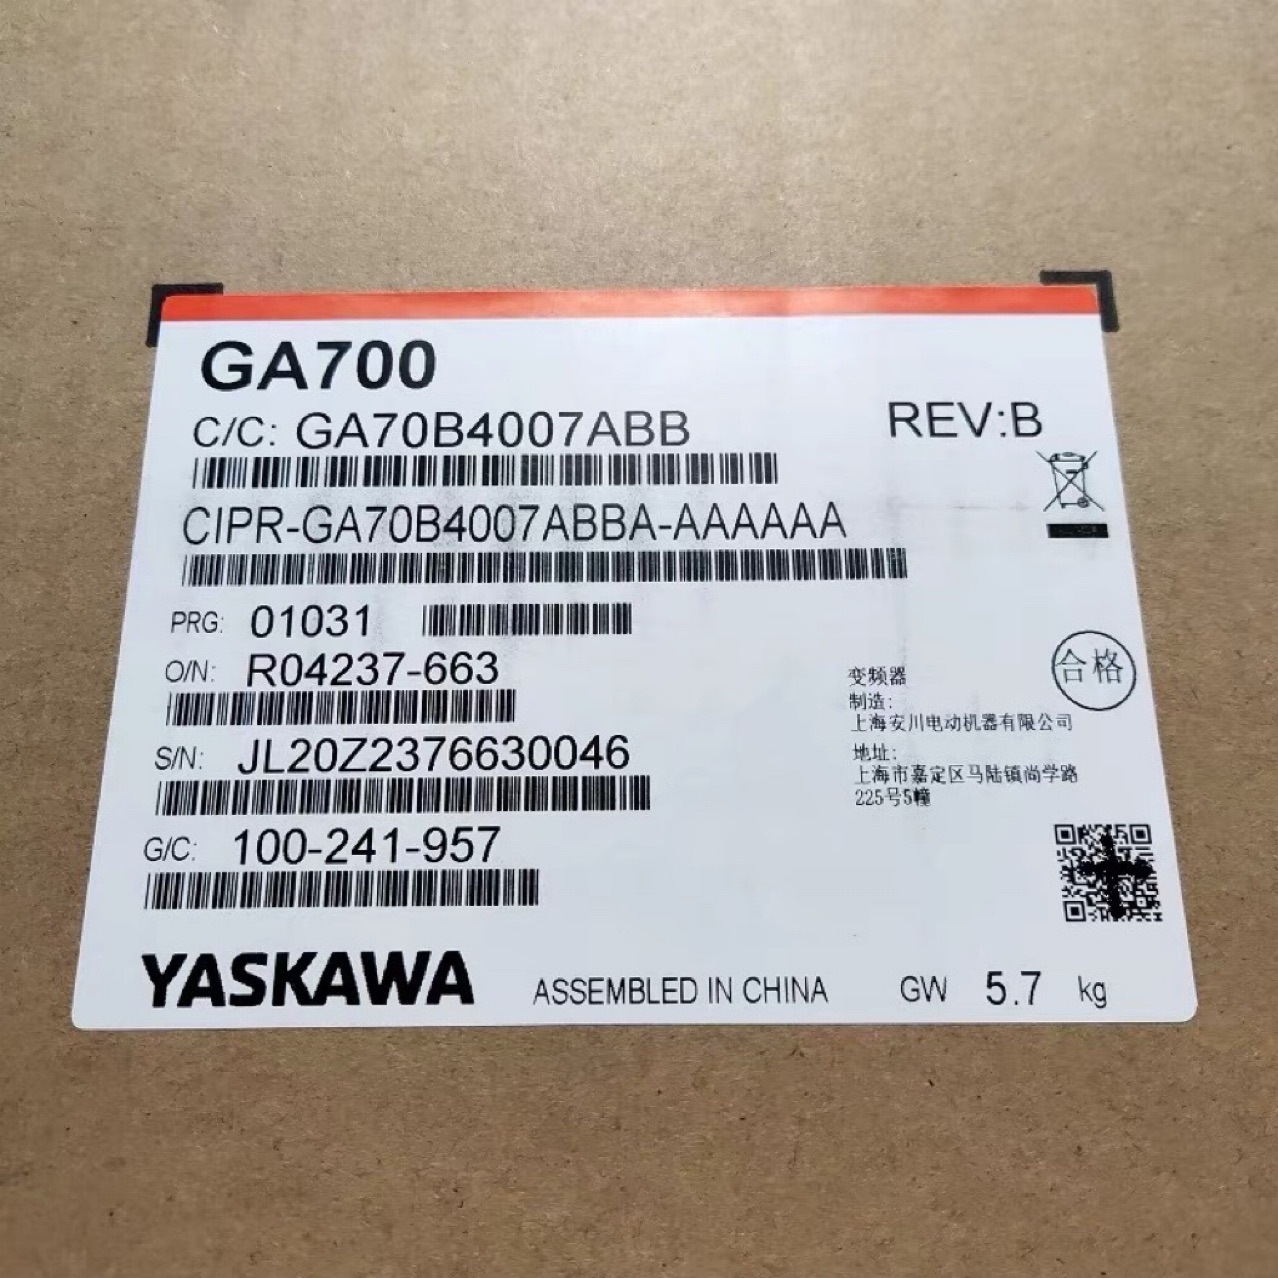 GA700
C/C: GA70B4007ABB
REV:B
CIPR-GA70B4007ABBA-AAAAAA
PRG: 01031
O/N: R04237-663
合格
变频器
制造:
上海安川电动机器有限公司
S/N: JL20Z2376630046
地址:
上海市嘉定区马陆镇尚学路
225号5幢
G/C: 100-241-957
YASKAWA
ASSEMBLED IN CHINA
GW 5.7 kg